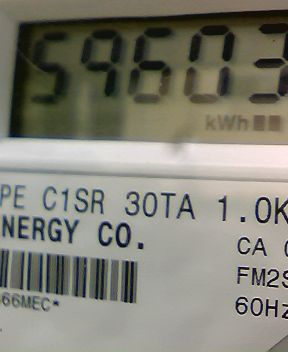 59603
kWh
PE C1SR 30TA 1.0K
NERGY CO.
CA
FM2S
66MEC*
60Hz